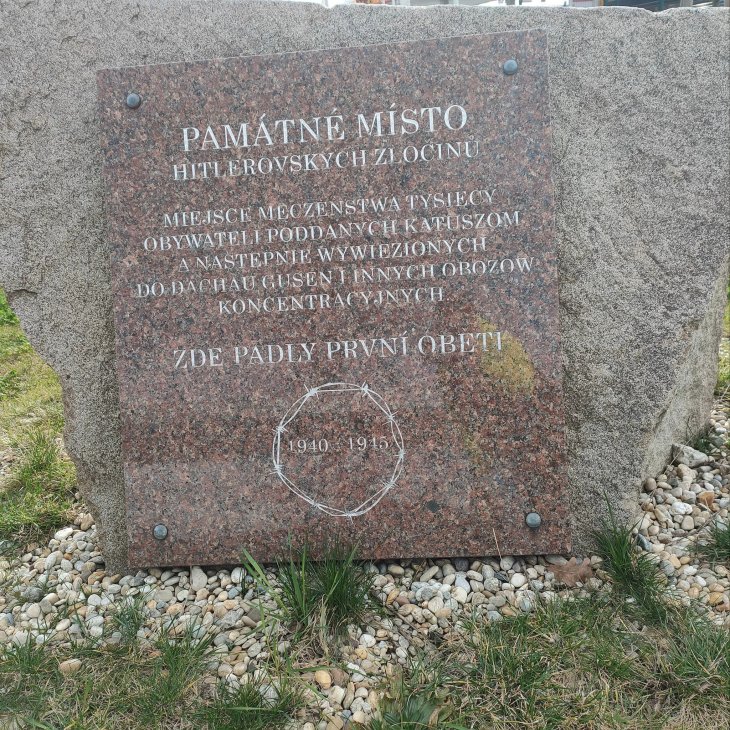 PAMÁTNÉ MÍSTO
HITLEROVSKÝCH ZLOČINŮ
MIEJSCE MĘCZEŃSTWA TYSIĘCY
OBYWATELI PODDANYCH KATUSZOM
A NASTĘPNIE WYWIEZIONYCH
DO DACHAU GUSEN I INNYCH OBOZÓW
KONCENTRACYJNYCH
ZDE PADLY PRVNÍ OBĚTI
1940 - 1945